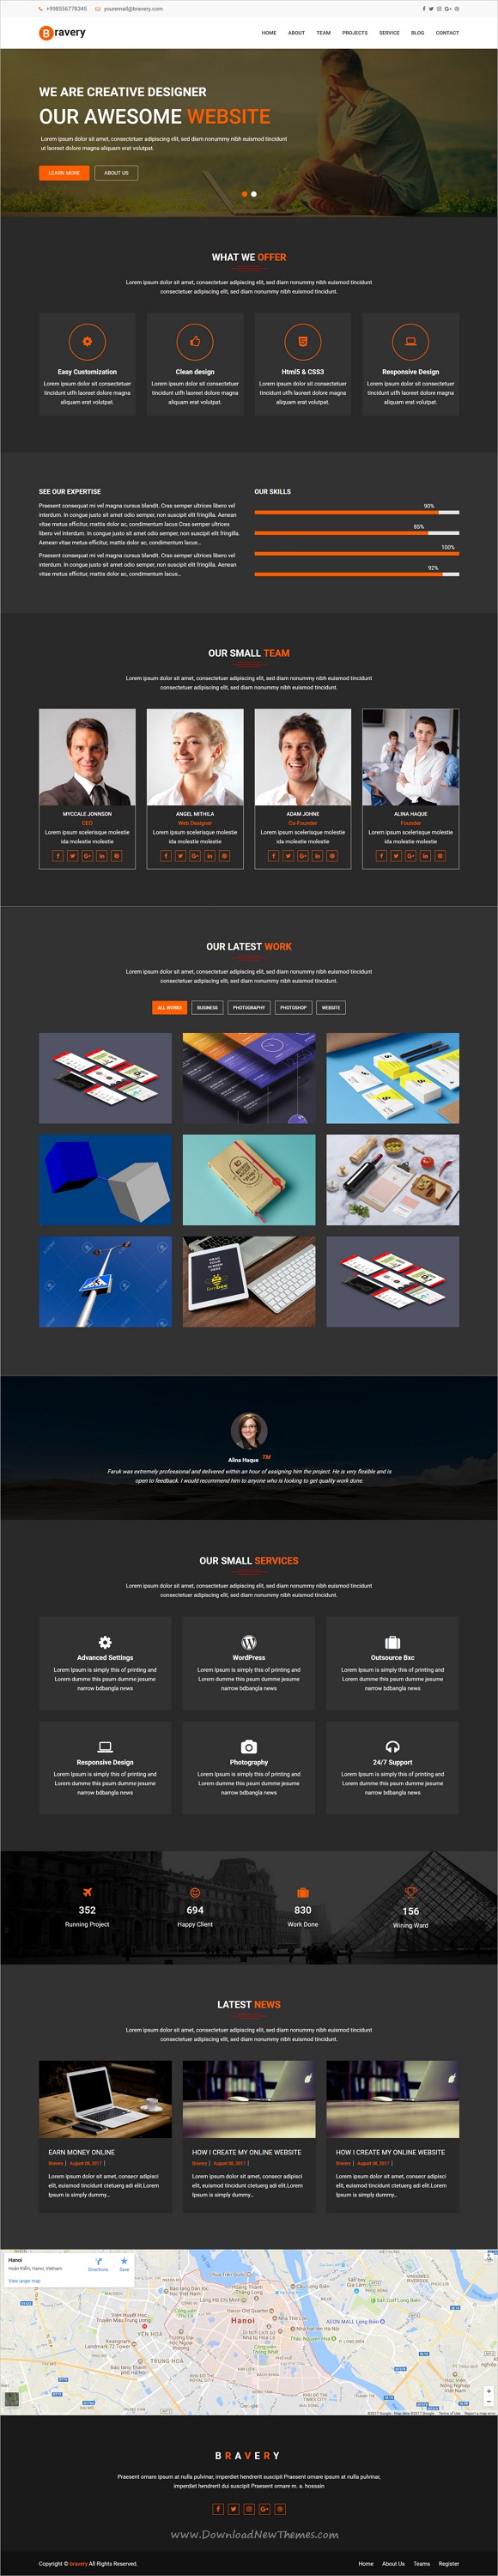 +998556778345 youremail@bravery.com
Bravery
HOME ABOUT TEAM PROJECTS SERVICE BLOG CONTACT
WE ARE CREATIVE DESIGNER
OUR AWESOME WEBSITE
Lorem ipsum dolor sit amet, consectetuer adipiscing elit, sed diam nonummy nibh euismod tincidunt
ut laoreet dolore magna aliquam erat volutpat.
LEARN MORE ABOUT US
WHAT WE OFFER
Lorem ipsum dolor sit amet, consectetuer adipiscing elit, sed diam nonummy nibh euismod tincidunt
consectetuer adipiscing elit, sed diam nonummy nibh euismod tincidunt.
Easy Customization
Lorem ipsum dolor sit consectetuer
tincidunt utfh laoreet dolore magna
aliquam erat volutpat.
Clean design
Lorem ipsum dolor sit consectetuer
tincidunt utfh laoreet dolore magna
aliquam erat volutpat.
Html5 & CSS3
Lorem ipsum dolor sit consectetuer
tincidunt utfh laoreet dolore magna
aliquam erat volutpat.
Responsive Design
Lorem ipsum dolor sit consectetuer
tincidunt utfh laoreet dolore magna
aliquam erat volutpat.
SEE OUR EXPERTISE
Praesent consequat mi vel magna cursus blandit. Cras semper ultrices libero vel
interdum. In congue justo sit amet odio semper, non suscipit elit fringilla. Aenean
vitae metus efficitur, mattis dolor ac, condimentum lacus Cras semper ultrices
libero vel interdum. In congue justo sit amet odio semper, non suscipit elit fringilla.
Aenean vitae metus efficitur, mattis dolor ac, condimentum lacus...
Praesent consequat mi vel magna cursus blandit. Cras semper ultrices libero vel
interdum. In congue justo sit amet odio semper, non suscipit elit fringilla. Aenean
vitae metus efficitur, mattis dolor ac, condimentum lacus...
OUR SKILLS
90%
85%
100%
92%
OUR SMALL TEAM
Lorem ipsum dolor sit amet, consectetuer adipiscing elit, sed diam nonummy nibh euismod tincidunt
consectetuer adipiscing elit, sed diam nonummy nibh euismod tincidunt.
MYCCALE JONNSON
CEO
Lorem ipsum scelerisque molestie
ida molestie molestie
ANGEL MITHILA
Web Designer
Lorem ipsum scelerisque molestie
ida molestie molestie
ADAM JOHNE
Co-Founder
Lorem ipsum scelerisque molestie
ida molestie molestie
ALINA HAQUE
Founder
Lorem ipsum scelerisque molestie
ida molestie molestie
OUR LATEST WORK
Lorem ipsum dolor sit amet, consectetuer adipiscing elit, sed diam nonummy nibh euismod tincidunt
consectetuer adipiscing elit, sed diam nonummy nibh euismod tincidunt.
ALL WORKS BUSINESS PHOTOGRAPHY PHOTOSHOP WEBSITE
Alina Haque TM
Faruk was extremely professional and delivered within an hour of assigning him the project. He is very flexible and is
open to feedback. I would recommend him to anyone who is looking to get quality work done.
OUR SMALL SERVICES
Lorem ipsum dolor sit amet, consectetuer adipiscing elit, sed diam nonummy nibh euismod tincidunt
consectetuer adipiscing elit, sed diam nonummy nibh euismod tincidunt.
Advanced Settings
Lorem Ipsum is simply this of printing and
Lorem dumme this psum dumme jesume
narrow bdbangla news
WordPress
Lorem Ipsum is simply this of printing and
Lorem dumme this psum dumme jesume
narrow bdbangla news
Outsource Bxc
Lorem Ipsum is simply this of printing and
Lorem dumme this psum dumme jesume
narrow bdbangla news
Responsive Design
Lorem Ipsum is simply this of printing and
Lorem dumme this psum dumme jesume
narrow bdbangla news
Photography
Lorem Ipsum is simply this of printing and
Lorem dumme this psum dumme jesume
narrow bdbangla news
24/7 Support
Lorem Ipsum is simply this of printing and
Lorem dumme this psum dumme jesume
narrow bdbangla news
352 694 830 156
Running Project Happy Client Work Done Wining Ward
LATEST NEWS
Lorem ipsum dolor sit amet, consectetuer adipiscing elit, sed diam nonummy nibh euismod tincidunt
consectetuer adipiscing elit, sed diam nonummy nibh euismod tincidunt.
EARN MONEY ONLINE
Bravery | August 08, 2017 |
Lorem ipsum dolor sit amet, consecr adipisci
elit, euismod tincidunt ctetuerg adi elit.Lorem
Ipsum is simply dummy...
HOW I CREATE MY ONLINE WEBSITE
Bravery | August 08, 2017 |
Lorem ipsum dolor sit amet, consecr adipisci
elit, euismod tincidunt ctetuerg adi elit.Lorem
Ipsum is simply dummy...
HOW I CREATE MY ONLINE WEBSITE
Bravery | August 08, 2017 |
Lorem ipsum dolor sit amet, consecr adipisci
elit, euismod tincidunt ctetuerg adi elit.Lorem
Ipsum is simply dummy...
Hanoi
Hoàn Kiếm, Hanoi, Vietnam
View larger map
Directions Save
Hanoi
Hanoi Old Quarter
AEON MALL Long Biên
Google
BRAVERY
Praesent ornare ipsum at nulla pulvinar, imperdiet hendrerit suscipit Praesent ornare ipsum at nulla pulvinar,
imperdiet hendrerit dui suscipit Praesent ornare m. a. hossain
www.DownloadNewThemes.com
Copyright © bravery All Rights Reserved.
Home About Us Teams Register